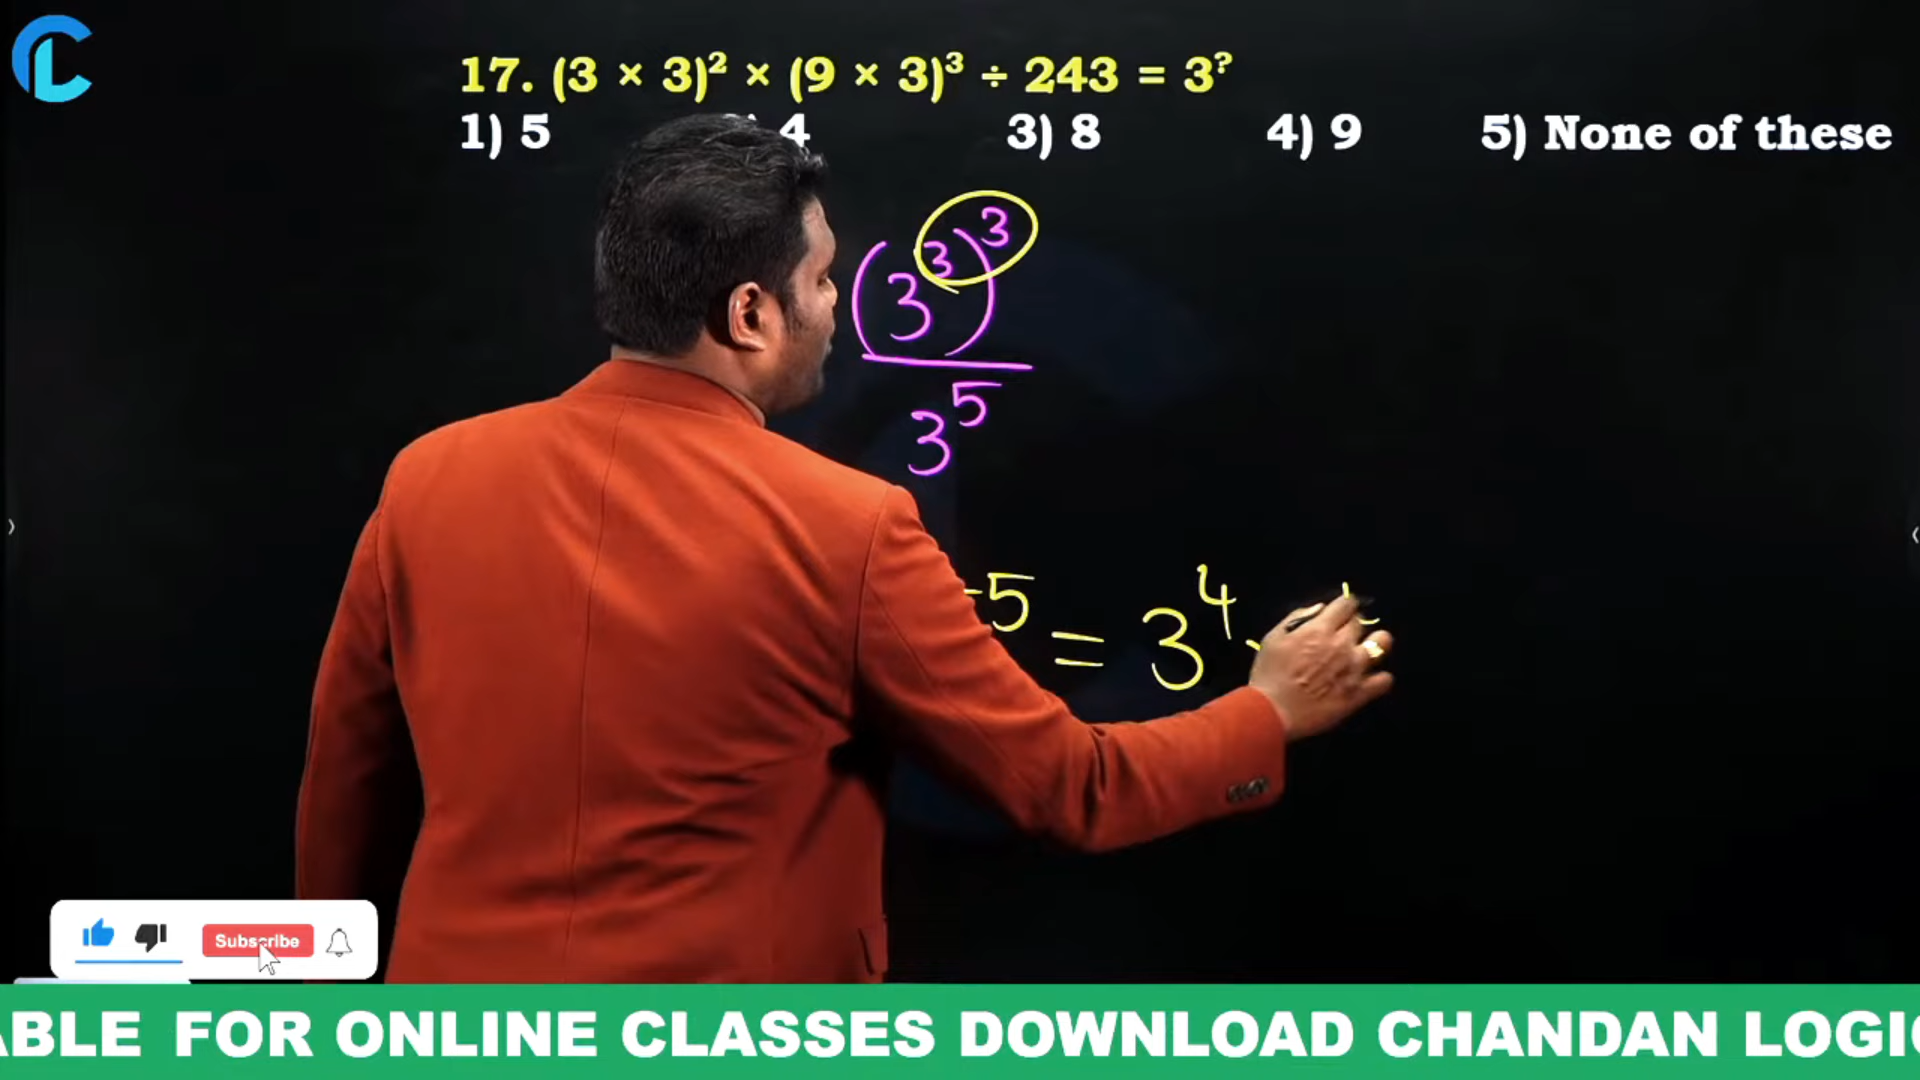 17. (3 × 3)² × (9 × 3)³ ÷ 243 = 3^?
1) 5 4 3) 8 4) 9 5) None of these
(3³)³
3⁵
-5 = 3⁴
Subscribe
ABLE FOR ONLINE CLASSES DOWNLOAD CHANDAN LOGIC